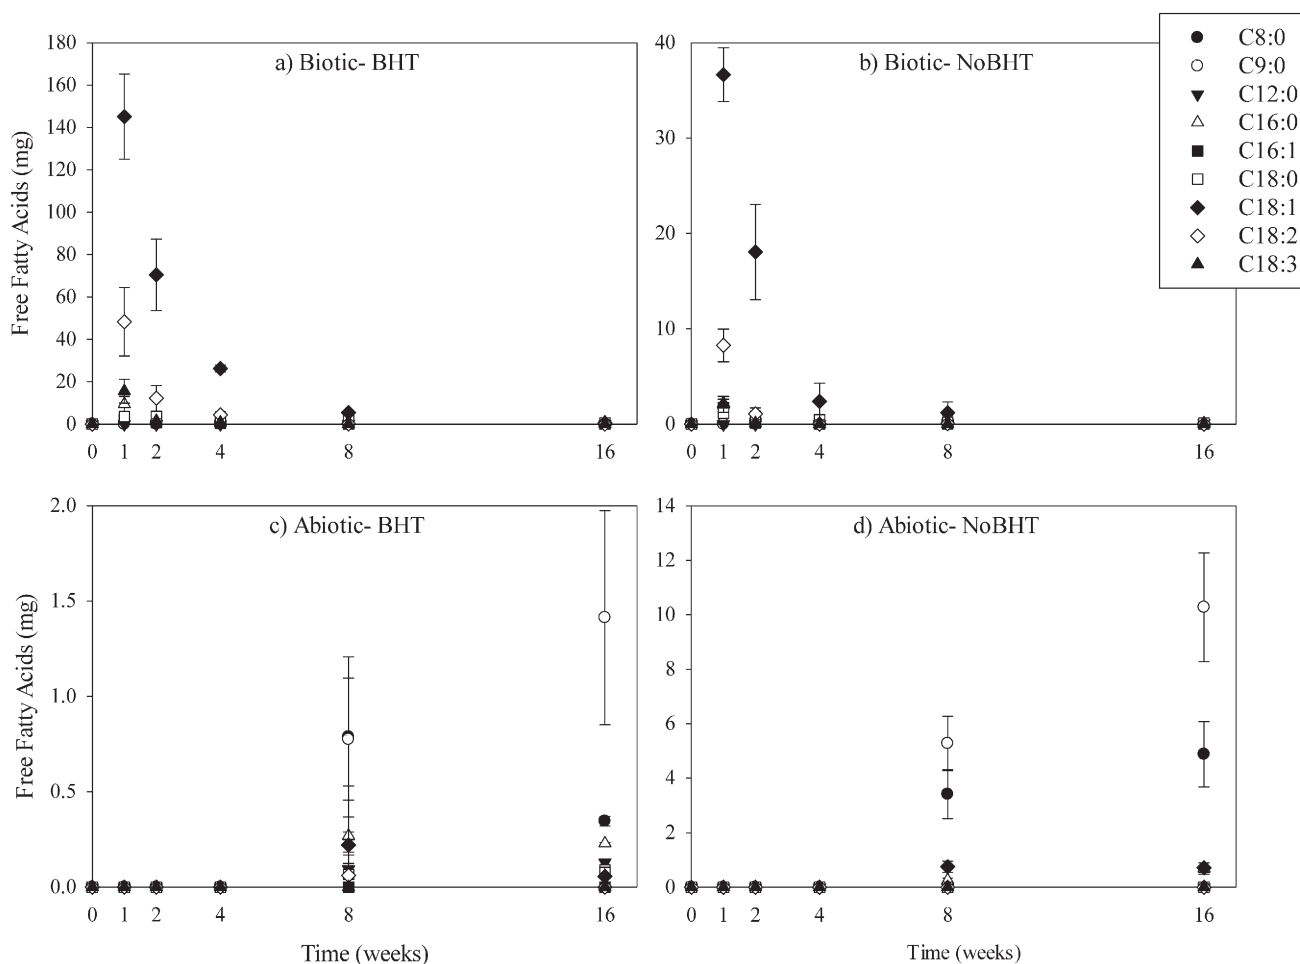 a) Biotic- BHT
180
160
140
120
100
80
60
40
20
0
Free Fatty Acids (mg)
0 1 2 4 8 16
b) Biotic- NoBHT
40
30
20
10
0
0 1 2 4 8 16
C8:0
C9:0
C12:0
C16:0
C16:1
C18:0
C18:1
C18:2
C18:3
c) Abiotic- BHT
2.0
1.5
1.0
0.5
0.0
Free Fatty Acids (mg)
0 1 2 4 8 16
Time (weeks)
d) Abiotic- NoBHT
14
12
10
8
6
4
2
0
0 1 2 4 8 16
Time (weeks)